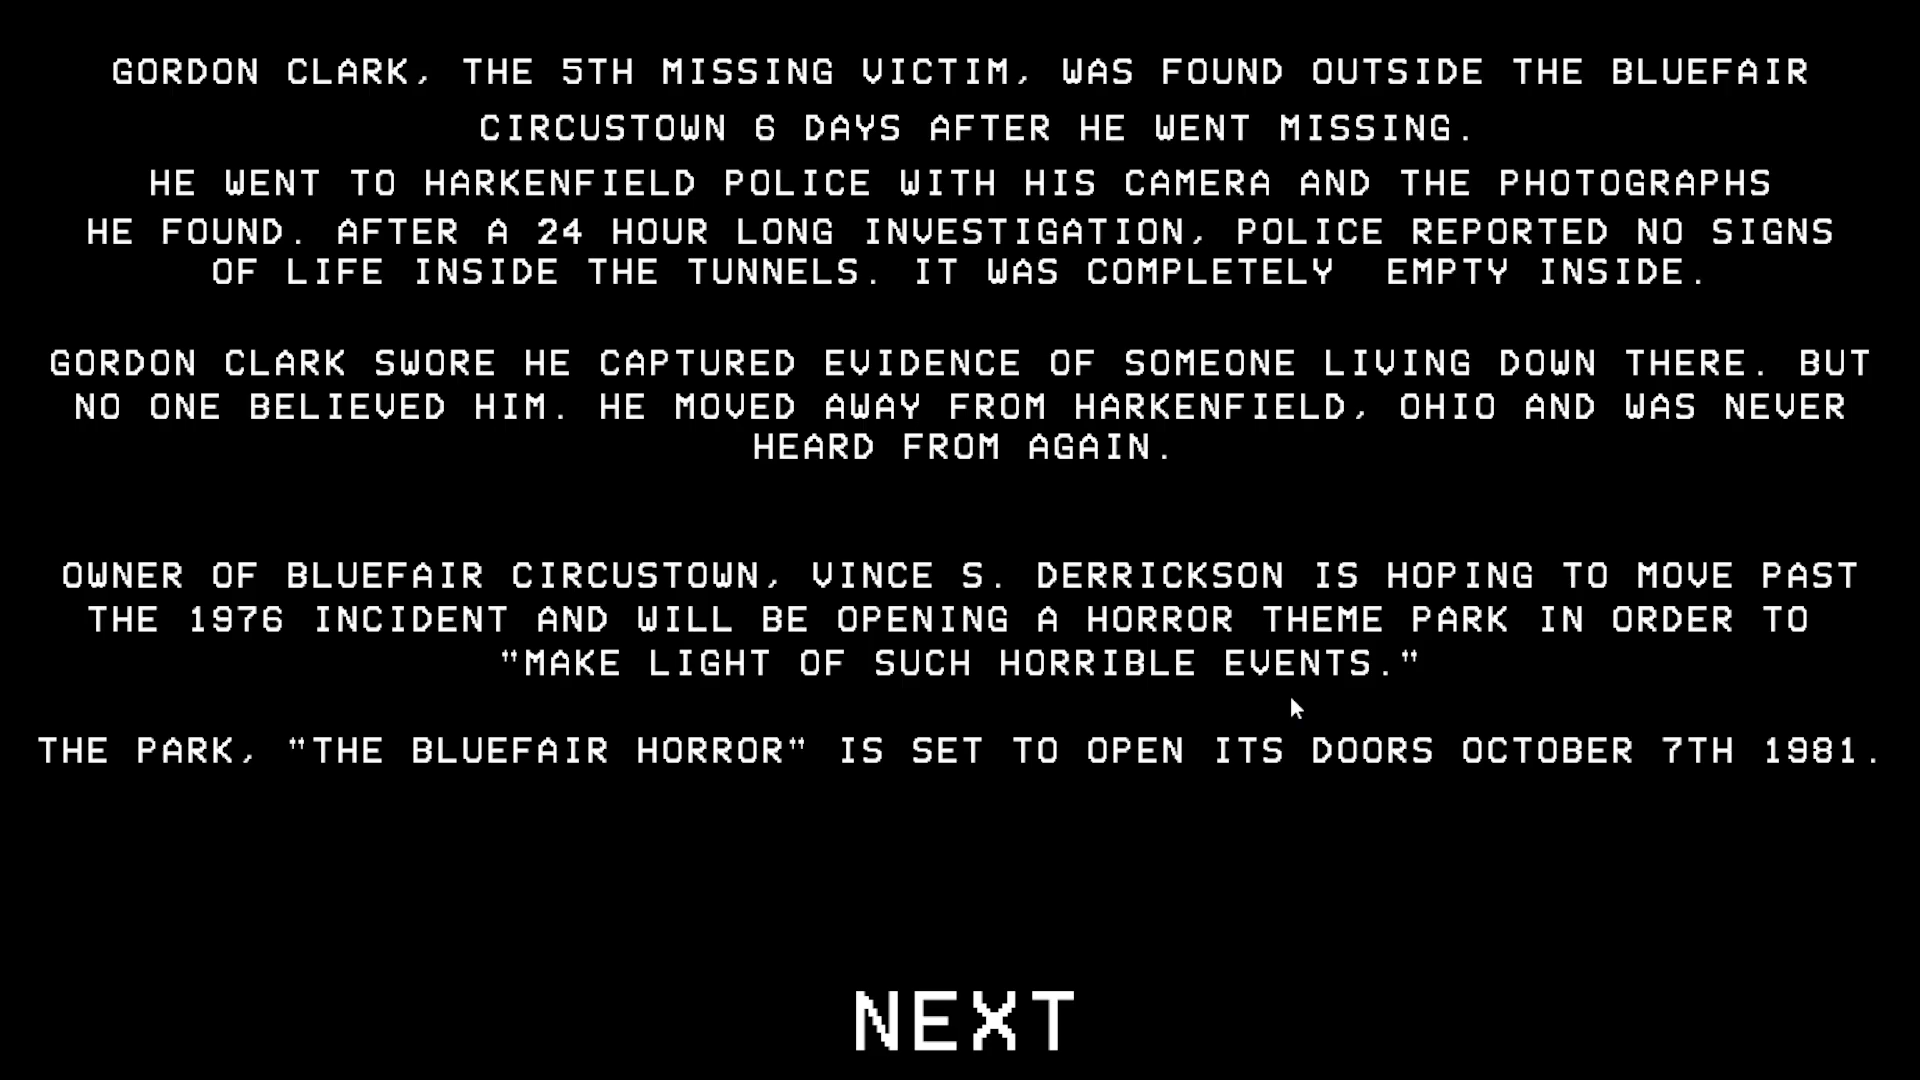 GORDON CLARK, THE 5TH MISSING VICTIM, WAS FOUND OUTSIDE THE BLUEFAIR
CIRCUSTOWN 6 DAYS AFTER HE WENT MISSING.
HE WENT TO HARKENFIELD POLICE WITH HIS CAMERA AND THE PHOTOGRAPHS
HE FOUND. AFTER A 24 HOUR LONG INVESTIGATION, POLICE REPORTED NO SIGNS
OF LIFE INSIDE THE TUNNELS. IT WAS COMPLETELY  EMPTY INSIDE.
GORDON CLARK SWORE HE CAPTURED EVIDENCE OF SOMEONE LIVING DOWN THERE. BUT
NO ONE BELIEVED HIM. HE MOVED AWAY FROM HARKENFIELD, OHIO AND WAS NEVER
HEARD FROM AGAIN.
OWNER OF BLUEFAIR CIRCUSTOWN, VINCE S. DERRICKSON IS HOPING TO MOVE PAST
THE 1976 INCIDENT AND WILL BE OPENING A HORROR THEME PARK IN ORDER TO
"MAKE LIGHT OF SUCH HORRIBLE EVENTS."
THE PARK, "THE BLUEFAIR HORROR" IS SET TO OPEN ITS DOORS OCTOBER 7TH 1981.
NEXT